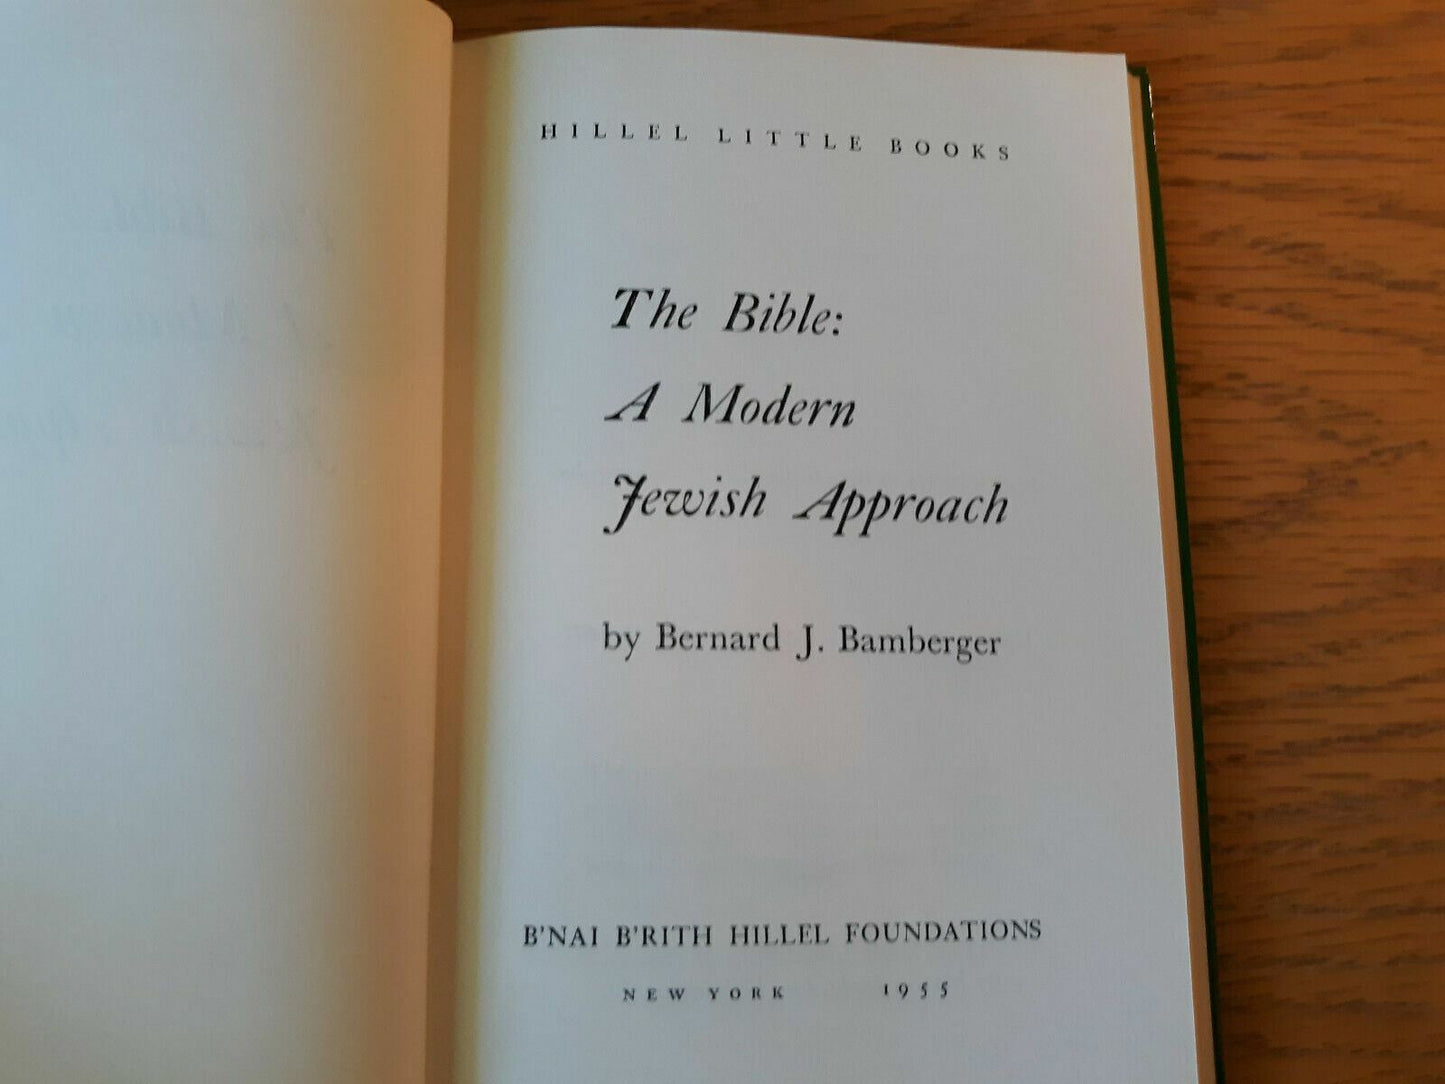 HILLEL LITTLE BOOKS
The Bible:
A Modern
Jewish Approach
by Bernard J. Bamberger
B'NAI B'RITH HILLEL FOUNDATIONS
NEW YORK 1955